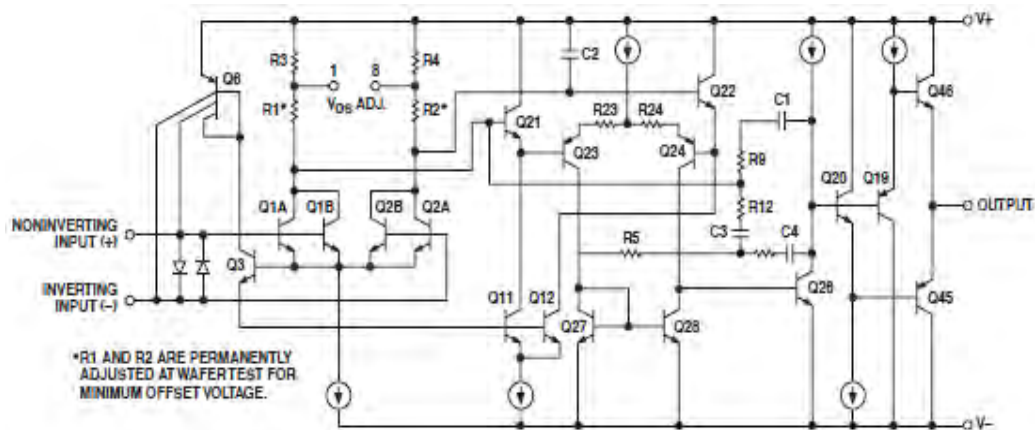 V+
R3
R4
C2
Q6
1
8
VOS ADJ.
R1*
R2*
Q21
R23
R24
Q22
C1
Q46
Q23
Q24
R9
Q1A
Q1B
Q2B
Q2A
R12
Q20
Q19
OUTPUT
NONINVERTING
INPUT (+)
C3
C4
R5
Q3
Q26
Q45
INVERTING
INPUT (–)
Q11
Q12
Q27
Q28
*R1 AND R2 ARE PERMANENTLY
ADJUSTED AT WAFER TEST FOR
MINIMUM OFFSET VOLTAGE.
V–